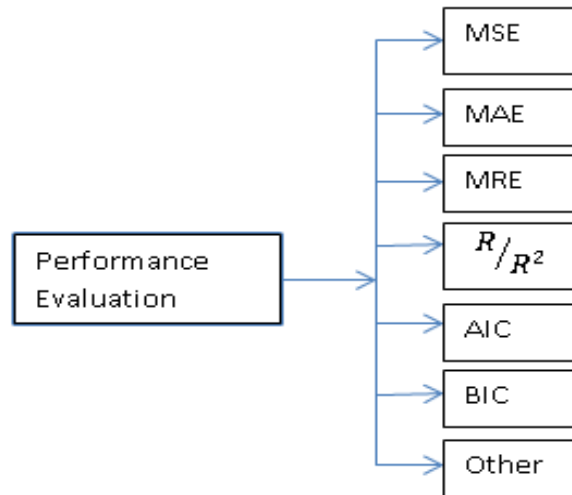 MSE
MAE
MRE
R/R²
Performance
Evaluation
AIC
BIC
Other